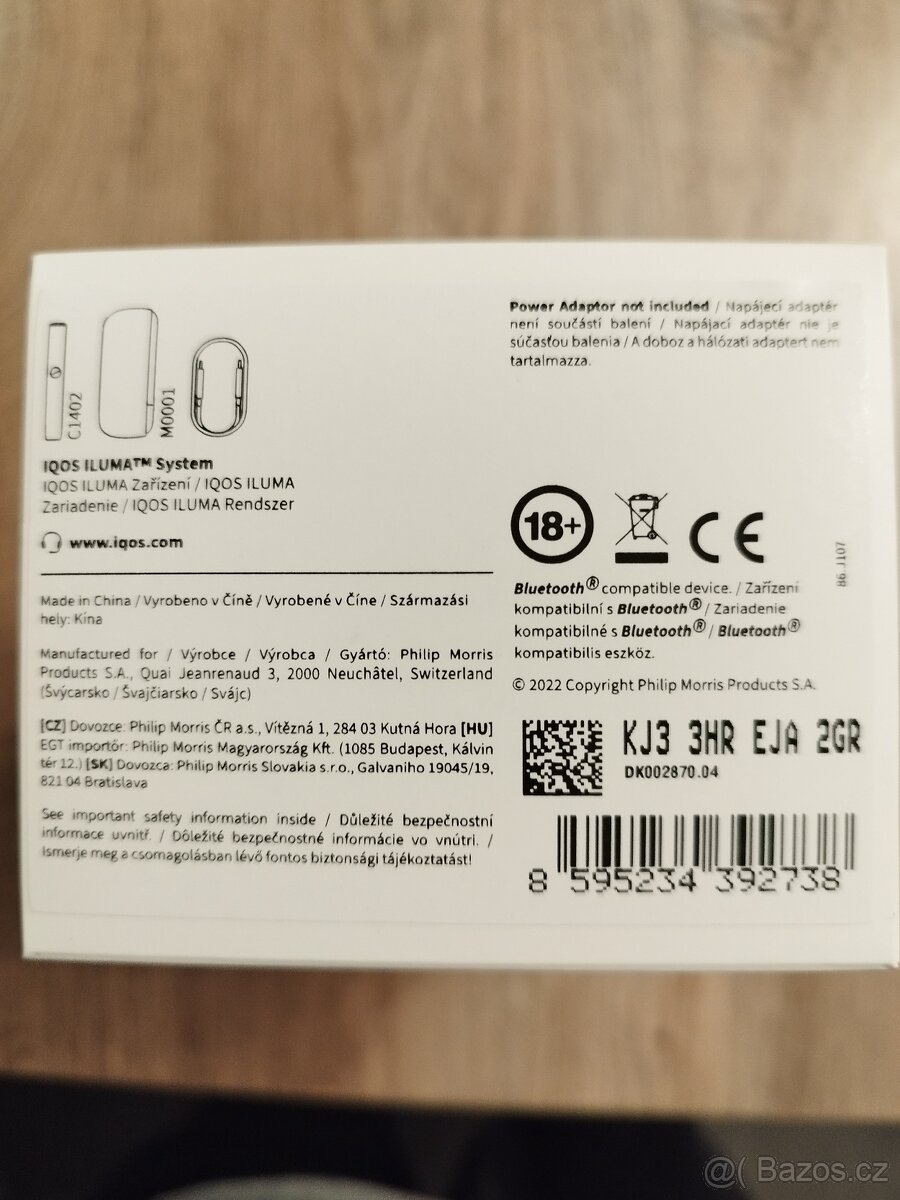 C1402
M0001
IQOS ILUMA™ System
IQOS ILUMA Zařízení / IQOS ILUMA
Zariadenie / IQOS ILUMA Rendszer
www.iqos.com
Made in China / Vyrobeno v Číně / Vyrobené v Číne / Származási
hely: Kína
Manufactured for / Výrobce / Výrobca / Gyártó: Philip Morris
Products S.A., Quai Jeanrenaud 3, 2000 Neuchâtel, Switzerland
(Švýcarsko / Švajčiarsko / Svájc)
[CZ] Dovozce: Philip Morris ČR a.s., Vítězná 1, 284 03 Kutná Hora [HU]
EGT importőr: Philip Morris Magyarország Kft. (1085 Budapest, Kálvin
tér 12.) [SK] Dovozca: Philip Morris Slovakia s.r.o., Galvaniho 19045/19,
821 04 Bratislava
See important safety information inside / Důležité bezpečnostní
informace uvnitř. / Dôležité bezpečnostné informácie vo vnútri. /
Ismerje meg a csomagolásban lévő fontos biztonsági tájékoztatást!
Power Adaptor not included / Napájecí adaptér
není součástí balení / Napájací adaptér nie je
súčasťou balenia / A doboz a hálózati adaptert nem
tartalmazza.
18+
CE
86_J107
Bluetooth® compatible device. / Zařízení
kompatibilní s Bluetooth® / Zariadenie
kompatibilné s Bluetooth® / Bluetooth®
kompatibilis eszköz.
© 2022 Copyright Philip Morris Products S.A.
KJ3 3HR EJA 2GR
DK002870.04
8 595234 392738
@( Bazos.cz